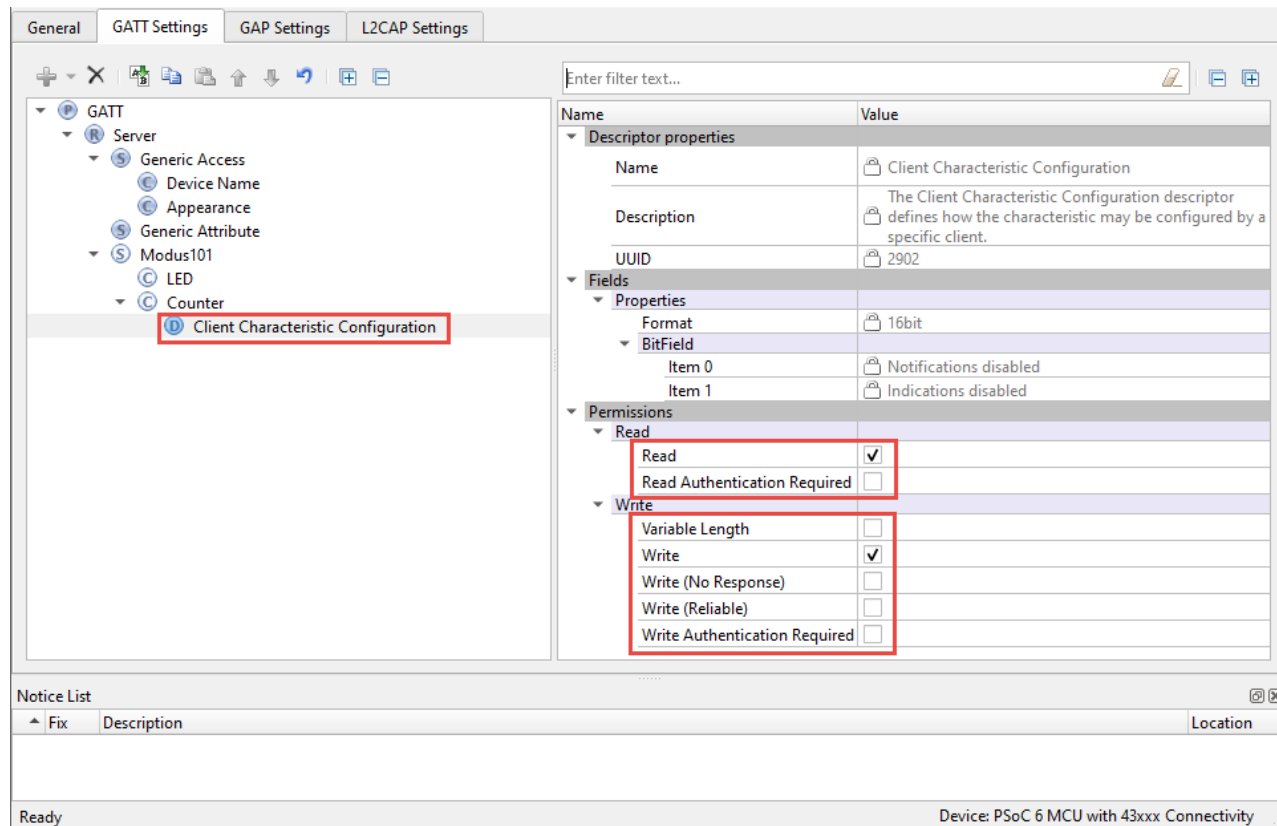 General GATT Settings GAP Settings L2CAP Settings
Enter filter text...
P GATT
R Server
S Generic Access
C Device Name
C Appearance
S Generic Attribute
S Modus101
C LED
C Counter
D Client Characteristic Configuration
Name Value
Descriptor properties
Name Client Characteristic Configuration
Description The Client Characteristic Configuration descriptor
defines how the characteristic may be configured by a
specific client.
UUID 2902
Fields
Properties
Format 16bit
BitField
Item 0 Notifications disabled
Item 1 Indications disabled
Permissions
Read
Read
Read Authentication Required
Write
Variable Length
Write
Write (No Response)
Write (Reliable)
Write Authentication Required
Notice List
Fix Description Location
Ready Device: PSoC 6 MCU with 43xxx Connectivity